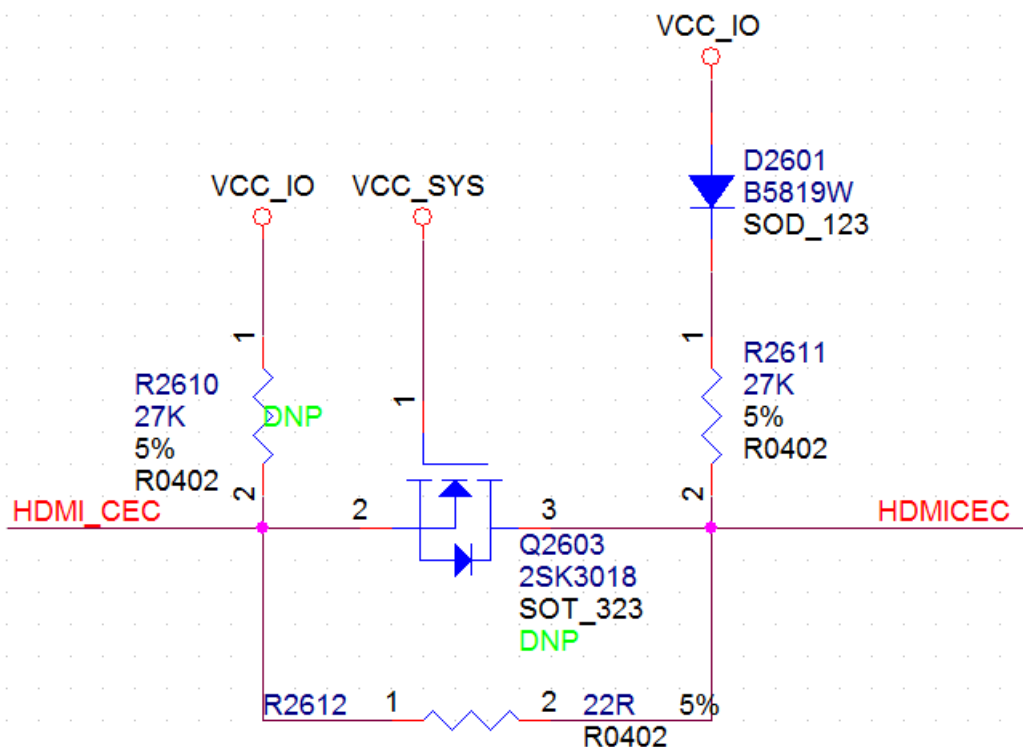 VCC_IO
D2601
B5819W
SOD_123
VCC_IO
VCC_SYS
1
R2610
27K
5%
R0402
DNP
2
1
1
R2611
27K
5%
R0402
2
HDMI_CEC
2
3
HDMICEC
Q2603
2SK3018
SOT_323
DNP
R2612
1
2
22R
5%
R0402